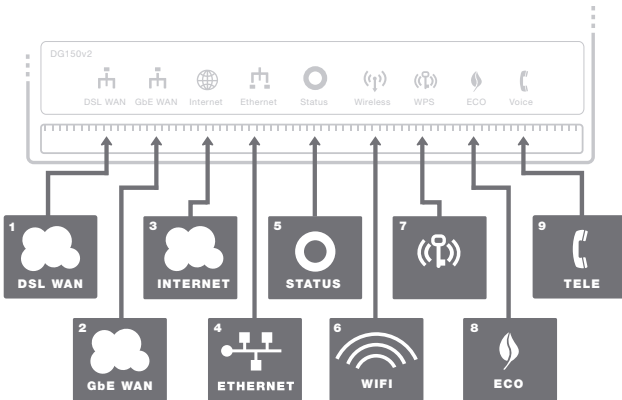 DG150v2
DSL WAN GbE WAN Internet Ethernet Status Wireless WPS ECO Voice
1
DSL WAN
3
INTERNET
5
STATUS
7
9
TELE
2
GbE WAN
4
ETHERNET
6
WIFI
8
ECO